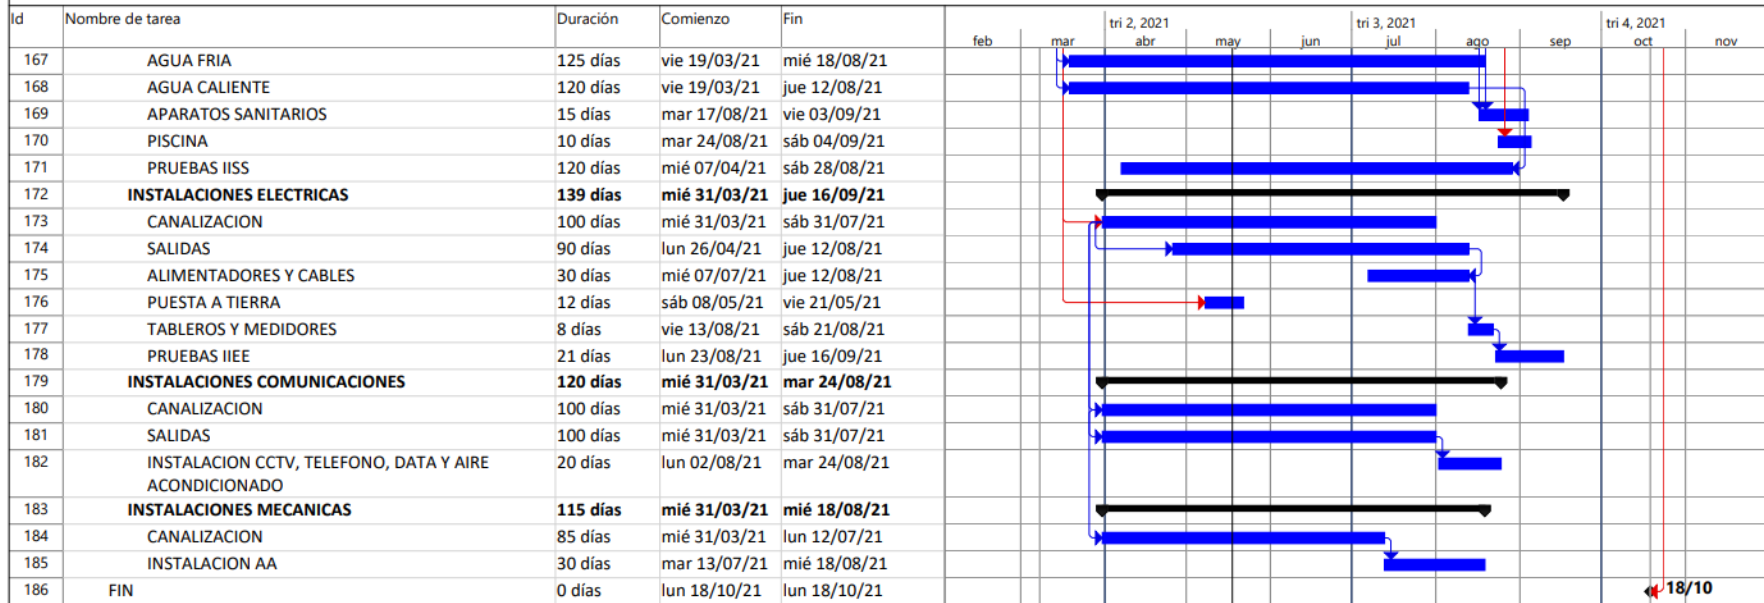 Id Nombre de tarea Duración Comienzo Fin
tri 2, 2021 tri 3, 2021 tri 4, 2021
feb mar abr may jun jul ago sep oct nov
167 AGUA FRIA 125 días vie 19/03/21 mié 18/08/21
168 AGUA CALIENTE 120 días vie 19/03/21 jue 12/08/21
169 APARATOS SANITARIOS 15 días mar 17/08/21 vie 03/09/21
170 PISCINA 10 días mar 24/08/21 sáb 04/09/21
171 PRUEBAS IISS 120 días mié 07/04/21 sáb 28/08/21
172 INSTALACIONES ELECTRICAS 139 días mié 31/03/21 jue 16/09/21
173 CANALIZACION 100 días mié 31/03/21 sáb 31/07/21
174 SALIDAS 90 días lun 26/04/21 jue 12/08/21
175 ALIMENTADORES Y CABLES 30 días mié 07/07/21 jue 12/08/21
176 PUESTA A TIERRA 12 días sáb 08/05/21 vie 21/05/21
177 TABLEROS Y MEDIDORES 8 días vie 13/08/21 sáb 21/08/21
178 PRUEBAS IIEE 21 días lun 23/08/21 jue 16/09/21
179 INSTALACIONES COMUNICACIONES 120 días mié 31/03/21 mar 24/08/21
180 CANALIZACION 100 días mié 31/03/21 sáb 31/07/21
181 SALIDAS 100 días mié 31/03/21 sáb 31/07/21
182 INSTALACION CCTV, TELEFONO, DATA Y AIRE 20 días lun 02/08/21 mar 24/08/21
ACONDICIONADO
183 INSTALACIONES MECANICAS 115 días mié 31/03/21 mié 18/08/21
184 CANALIZACION 85 días mié 31/03/21 lun 12/07/21
185 INSTALACION AA 30 días mar 13/07/21 mié 18/08/21
186 FIN 0 días lun 18/10/21 lun 18/10/21 18/10